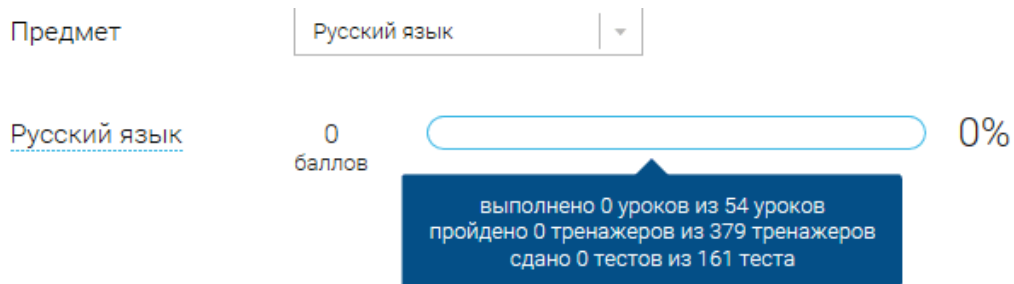 Предмет
Русский язык
Русский язык
0
баллов
0%
выполнено 0 уроков из 54 уроков
пройдено 0 тренажеров из 379 тренажеров
сдано 0 тестов из 161 теста